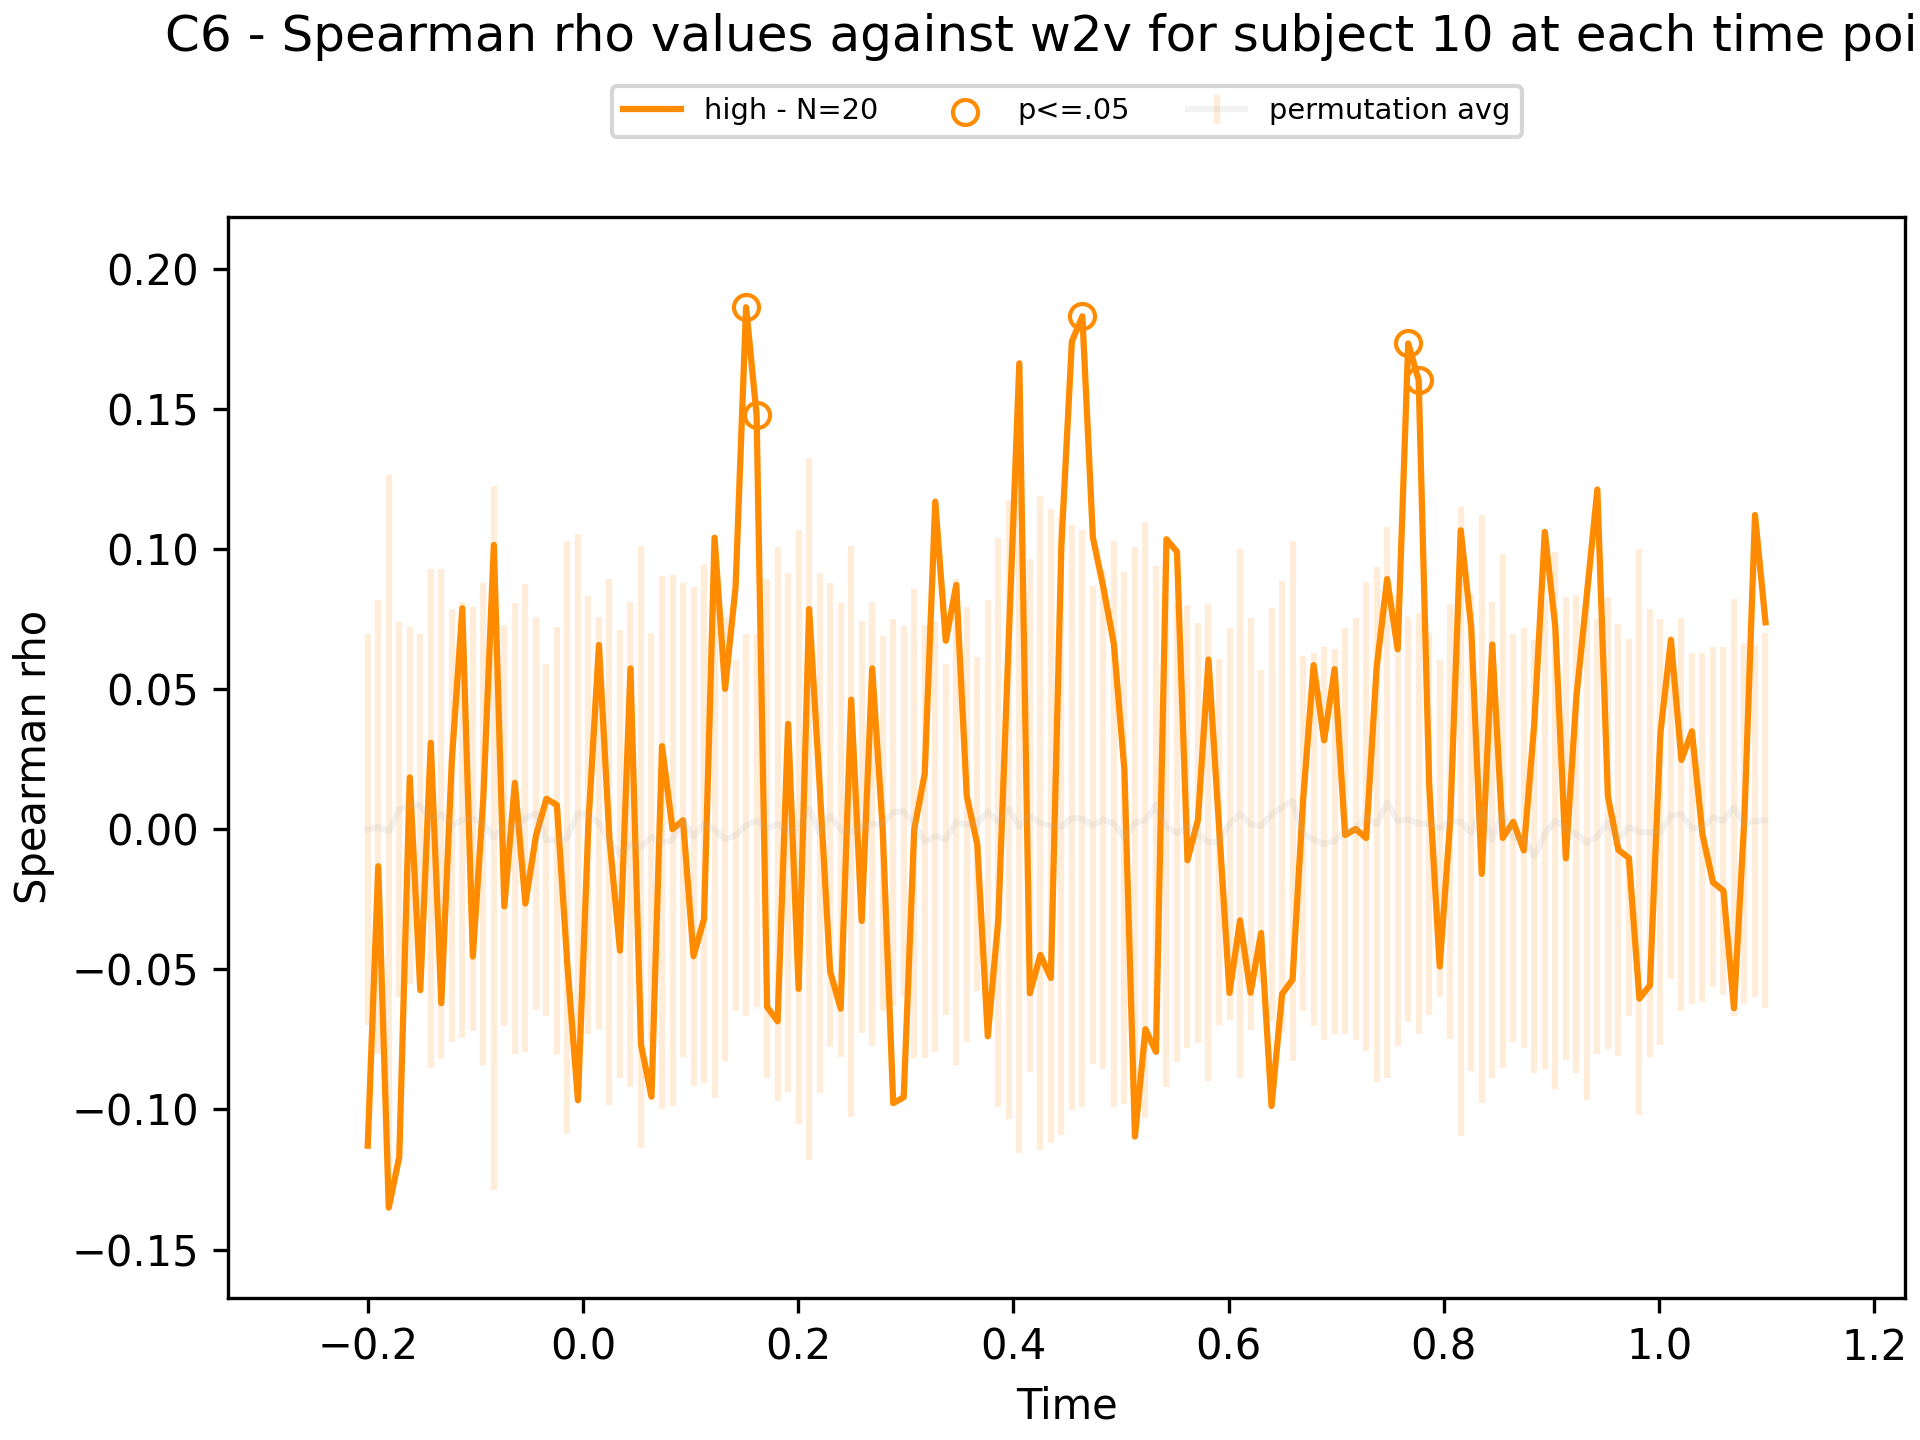 C6 - Spearman rho values against w2v for subject 10 at each time poi
high - N=20 p<=.05 permutation avg
0.20
0.15
0.10
0.05
0.00
−0.05
−0.10
−0.15
Spearman rho
−0.2 0.0 0.2 0.4 0.6 0.8 1.0 1.2
Time